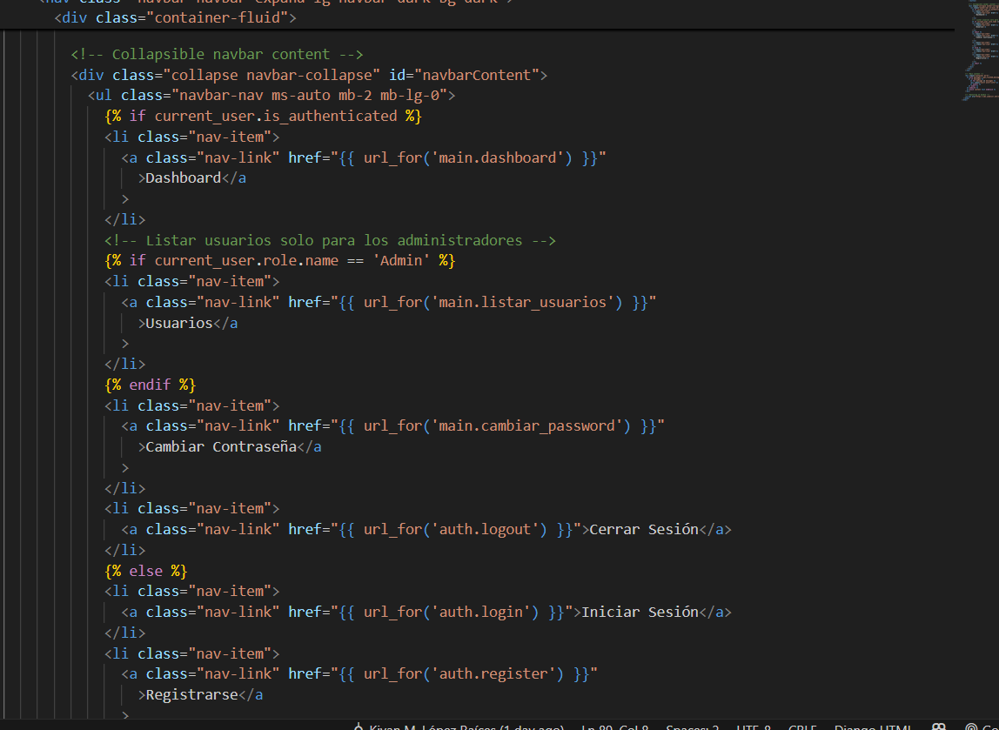 <nav class="navbar navbar-expand-lg navbar-dark bg-dark">
<div class="container-fluid">
<!-- Collapsible navbar content -->
<div class="collapse navbar-collapse" id="navbarContent">
<ul class="navbar-nav ms-auto mb-2 mb-lg-0">
{% if current_user.is_authenticated %}
<li class="nav-item">
<a class="nav-link" href="{{ url_for('main.dashboard') }}"
>Dashboard</a
>
</li>
<!-- Listar usuarios solo para los administradores -->
{% if current_user.role.name == 'Admin' %}
<li class="nav-item">
<a class="nav-link" href="{{ url_for('main.listar_usuarios') }}"
>Usuarios</a
>
</li>
{% endif %}
<li class="nav-item">
<a class="nav-link" href="{{ url_for('main.cambiar_password') }}"
>Cambiar Contraseña</a
>
</li>
<li class="nav-item">
<a class="nav-link" href="{{ url_for('auth.logout') }}">Cerrar Sesión</a>
</li>
{% else %}
<li class="nav-item">
<a class="nav-link" href="{{ url_for('auth.login') }}">Iniciar Sesión</a>
</li>
<li class="nav-item">
<a class="nav-link" href="{{ url_for('auth.register') }}"
>Registrarse</a
>
Kivan M. López Raíces (1 day ago) Ln 89, Col 8 Spaces: 2 UTF-8 CRLF Django HTML Go